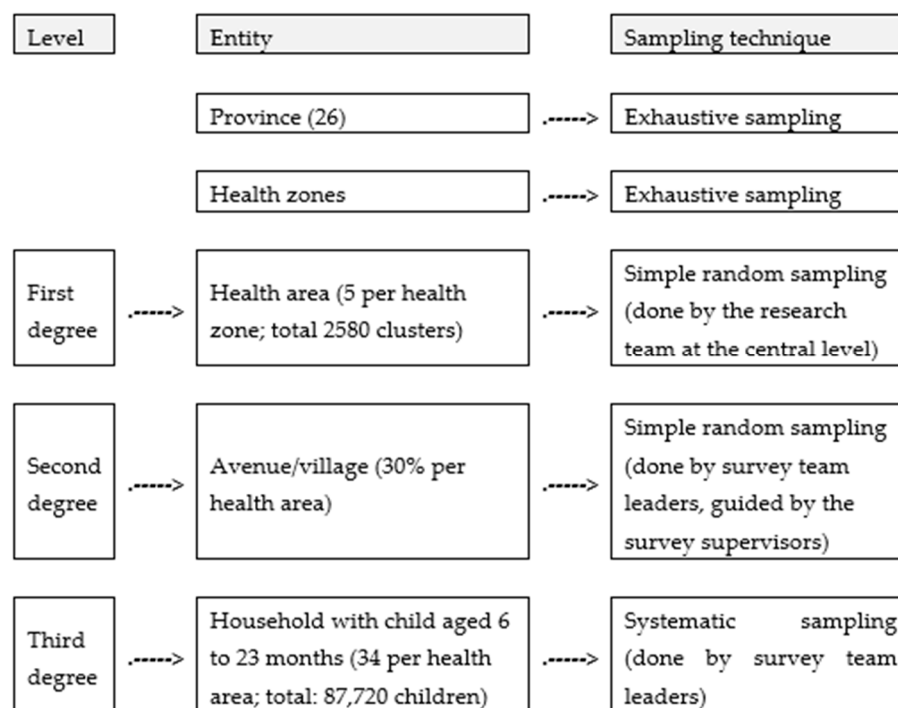 Level
Entity
Sampling technique
Province (26)
.----->
Exhaustive sampling
Health zones
.----->
Exhaustive sampling
First
degree
.----->
Health area (5 per health
zone; total 2580 clusters)
.----->
Simple random sampling
(done by the research
team at the central level)
Second
degree
.----->
Avenue/village (30% per
health area)
.----->
Simple random sampling
(done by survey team
leaders, guided by the
survey supervisors)
Third
degree
.----->
Household with child aged 6
to 23 months (34 per health
area; total: 87,720 children)
.----->
Systematic sampling
(done by survey team
leaders)